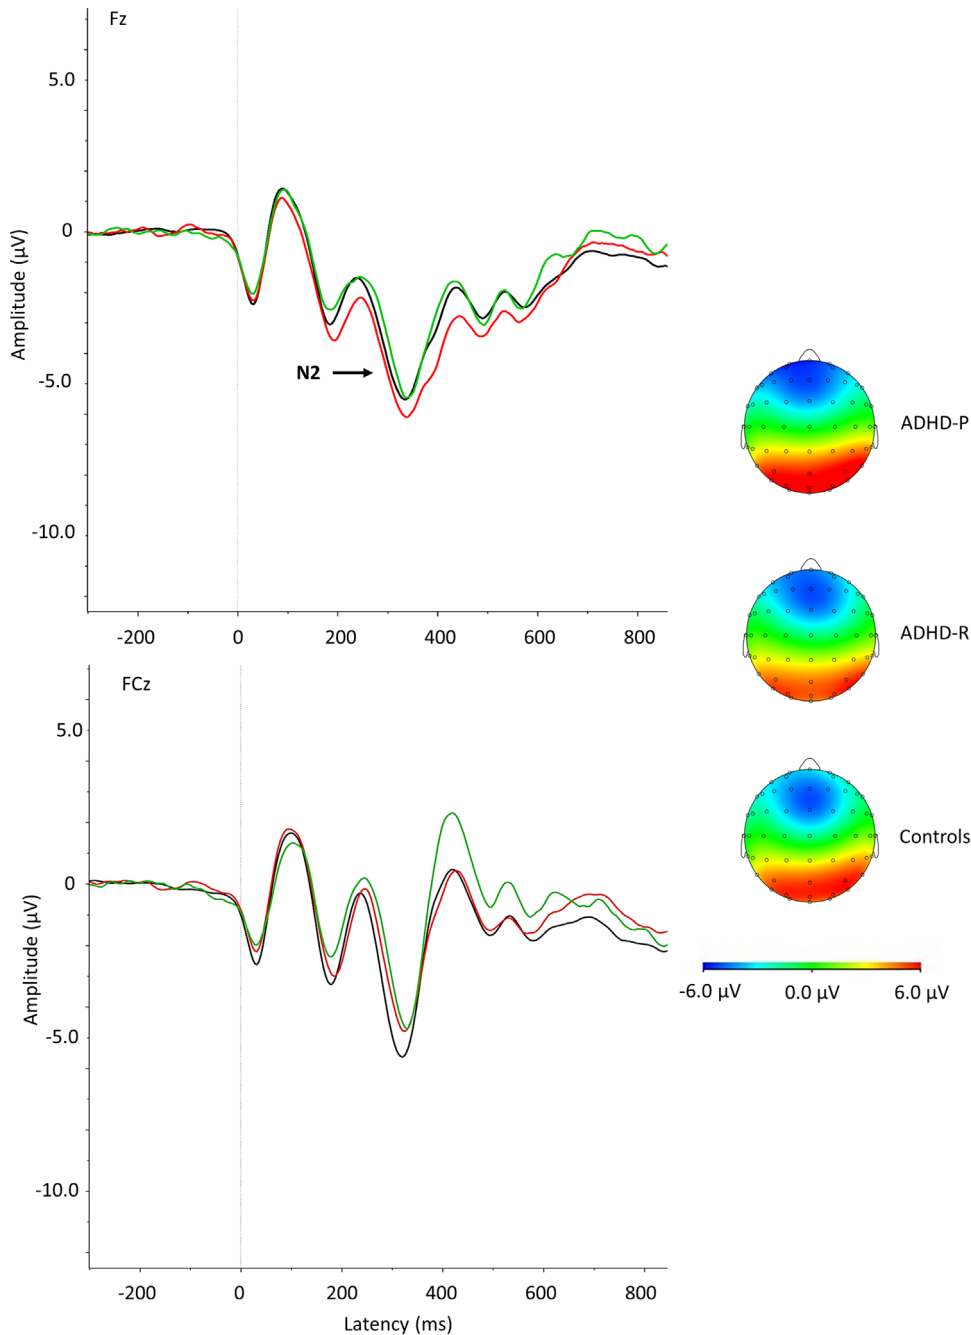 Fz
5.0
0
-5.0
-10.0
Amplitude (µV)
N2
-200 0 200 400 600 800
FCz
5.0
0
-5.0
-10.0
Amplitude (µV)
-200 0 200 400 600 800
Latency (ms)
ADHD-P
ADHD-R
Controls
-6.0 µV 0.0 µV 6.0 µV